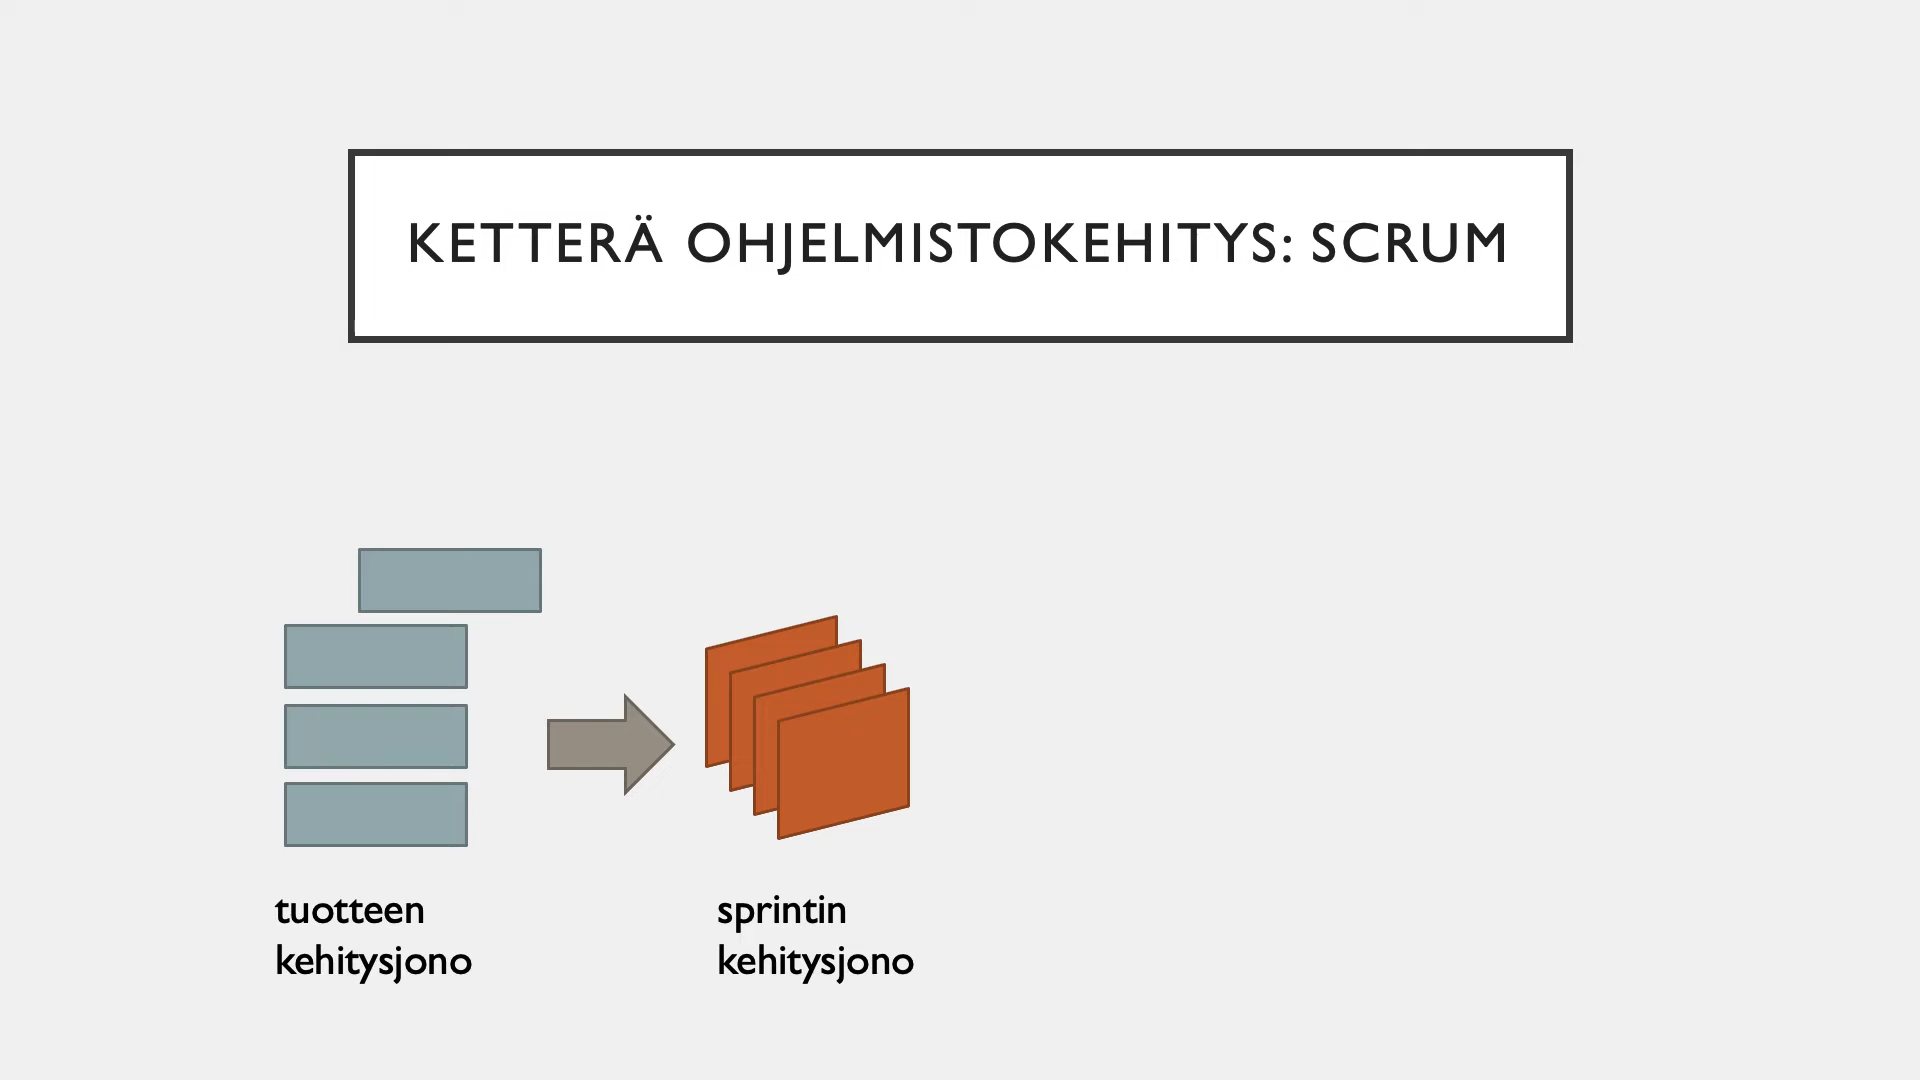 KETTERÄ OHJELMISTOKEHITYS: SCRUM
tuotteen
kehitysjono
sprintin
kehitysjono